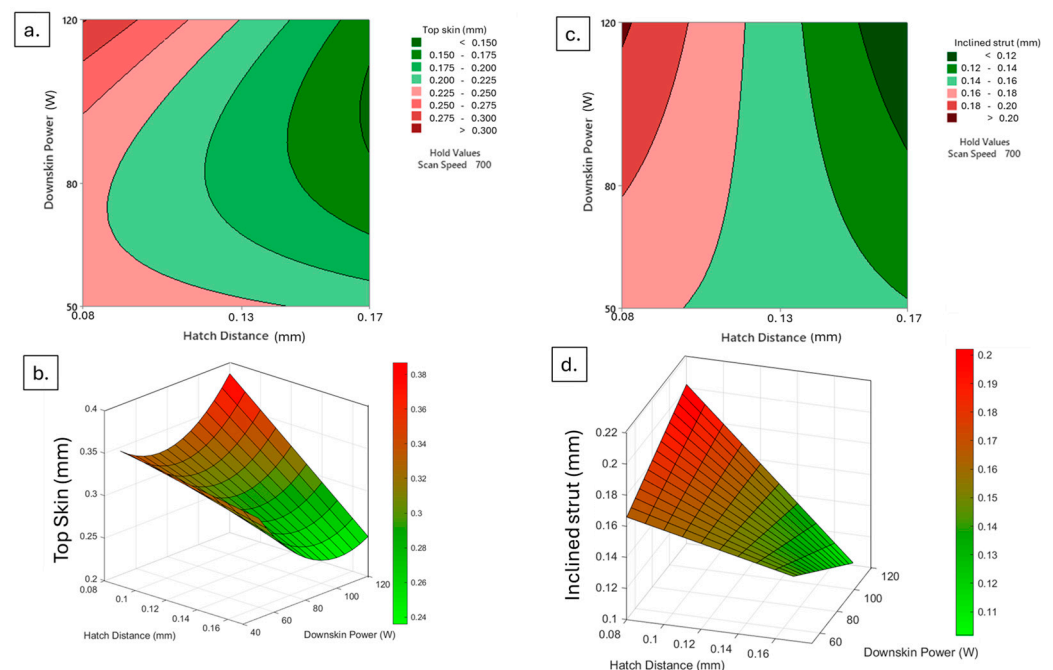 a.
Downskin Power (W)
120
80
50
0.08
0.13
0.17
Hatch Distance (mm)
Top skin (mm)
< 0.150
0.150 - 0.175
0.175 - 0.200
0.200 - 0.225
0.225 - 0.250
0.250 - 0.275
0.275 - 0.300
> 0.300
Hold Values
Scan Speed 700
c.
Downskin Power (W)
120
80
50
0.08
0.13
0.17
Hatch Distance (mm)
Inclined strut (mm)
< 0.12
0.12 - 0.14
0.14 - 0.16
0.16 - 0.18
0.18 - 0.20
> 0.20
Hold Values
Scan Speed 700
b.
Top Skin (mm)
0.4
0.35
0.3
0.25
0.2
0.08
0.1
0.12
0.14
0.16
Hatch Distance (mm)
40
60
80
100
120
Downskin Power (W)
0.38
0.36
0.34
0.32
0.3
0.28
0.26
0.24
d.
Inclined strut (mm)
0.22
0.2
0.18
0.16
0.14
0.12
0.1
0.08
0.1
0.12
0.14
0.16
Hatch Distance (mm)
60
80
100
120
Downskin Power (W)
0.2
0.19
0.18
0.17
0.16
0.15
0.14
0.13
0.12
0.11